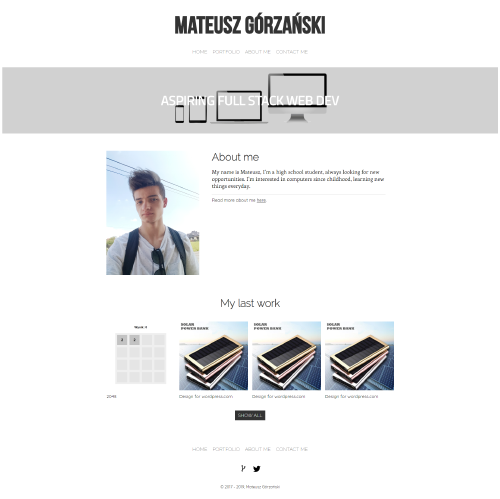 MATEUSZ GÓRZAŃSKI
HOME PORTFOLIO ABOUT ME CONTACT ME
ASPIRING FULL STACK WEB DEV
About me
My name is Mateusz, I'm a high school student, always looking for new
opportunities. I'm interested in computers since childhood, learning new
things everyday.
Read more about me here
My last work
SOLAR
POWER BANK
SOLAR
POWER BANK
SOLAR
POWER BANK
2048
Design for wordpress.com
Design for wordpress.com
Design for wordpress.com
SHOW ALL
HOME PORTFOLIO ABOUT ME CONTACT ME
© 2017 - 2019, Mateusz Górzański